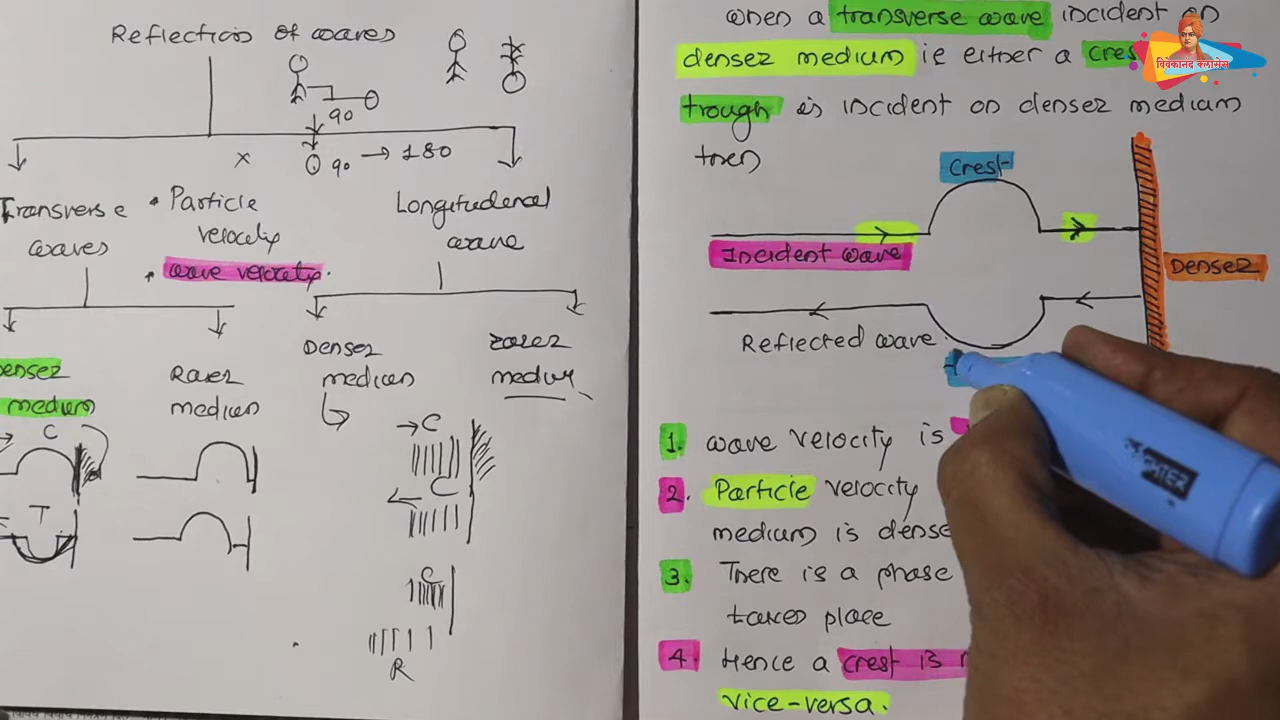 Reflection of waves
90
90 → 180
x
Transverse
waves
• Particle
velocity
• wave velocity.
Longitudenal
wave
Denser
medium
Rarer
medium
Denser
medium
rarer
medium
C
T
C
C
C
R
when a transverse wave incident on
denser medium ie either a
trough is incident on denser medium
then
Crest
Incident wave
Denser
Reflected wave
1. wave velocity is
2. Particle velocity
medium is
3. There is a phase
takes place
4. Hence a crest is
vice-versa.
विवेकानंद क्लासेस